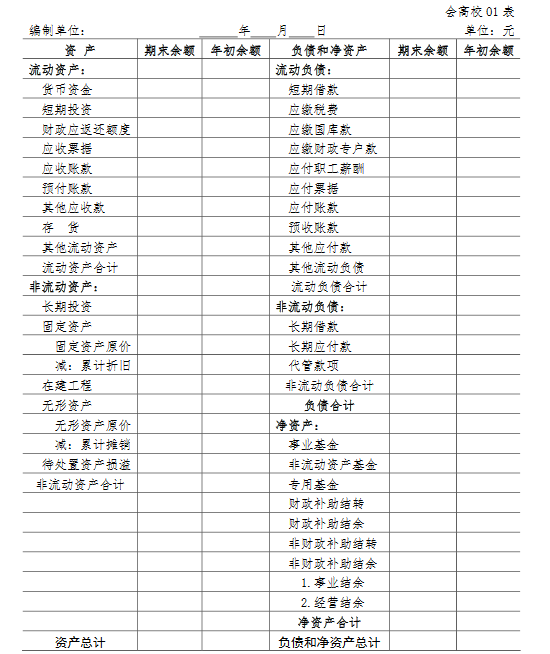 会高校 01 表
编制单位： ______年____月____日 单位：元
资 产 期末余额 年初余额 负债和净资产 期末余额 年初余额
流动资产： 流动负债：
货币资金 短期借款
短期投资 应缴税费
财政应返还额度 应缴国库款
应收票据 应缴财政专户款
应收账款 应付职工薪酬
预付账款 应付票据
其他应收款 应付账款
存 货 预收账款
其他流动资产 其他应付款
流动资产合计 其他流动负债
非流动资产： 流动负债合计
长期投资 非流动负债：
固定资产 长期借款
固定资产原价 长期应付款
减：累计折旧 代管款项
在建工程 非流动负债合计
无形资产 负债合计
无形资产原价 净资产：
减：累计摊销 事业基金
待处置资产损溢 非流动资产基金
非流动资产合计 专用基金
财政补助结转
财政补助结余
非财政补助结转
非财政补助结余
1.事业结余
2.经营结余
净资产合计
资产总计 负债和净资产总计